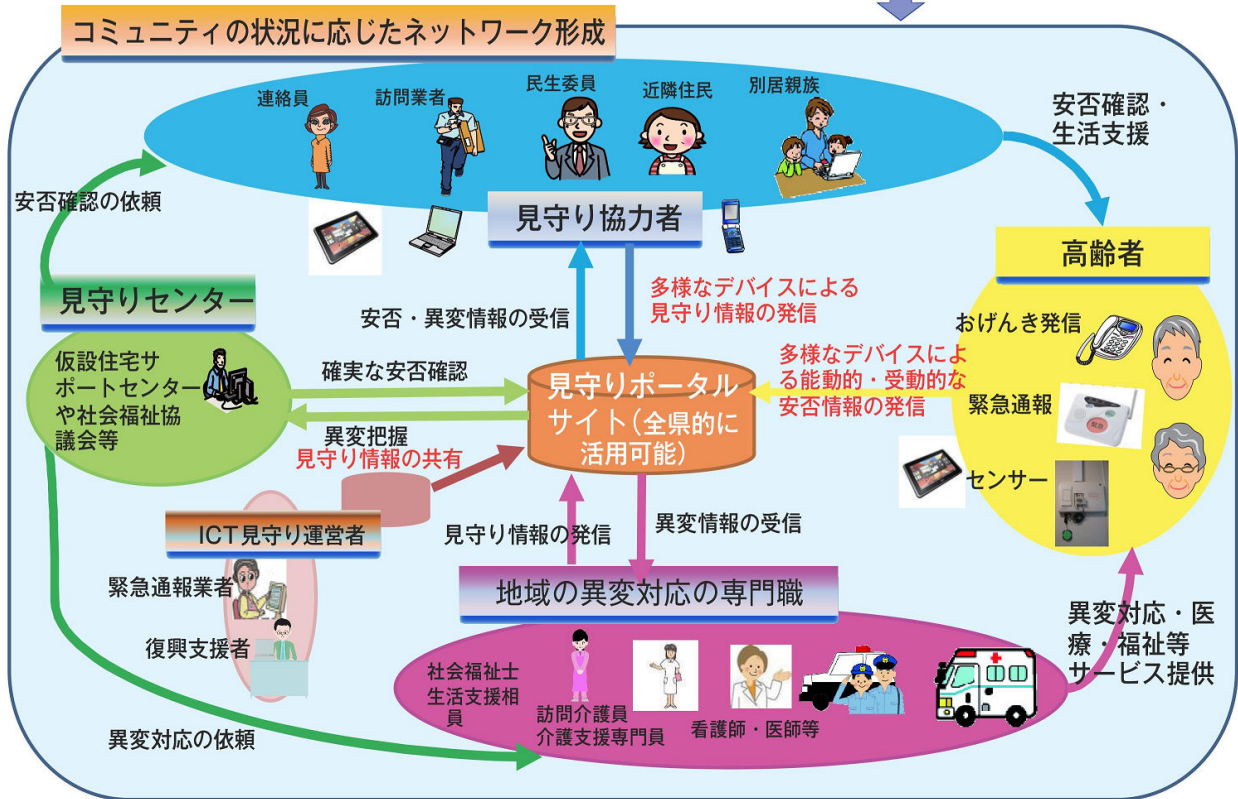 コミュニティの状況に応じたネットワーク形成
連絡員
訪問業者
民生委員
近隣住民
別居親族
安否確認・
生活支援
安否確認の依頼
見守り協力者
高齢者
見守りセンター
安否・異変情報の受信
多様なデバイスによる
見守り情報の発信
おげんき発信
仮設住宅サ
ポートセンター
や社会福祉協
議会等
確実な安否確認
見守りポータル
サイト(全県的に
活用可能)
多様なデバイスによ
る能動的・受動的な
安否情報の発信
緊急通報
緊急
異変把握
見守り情報の共有
センサー
ICT見守り運営者
見守り情報の発信
異変情報の受信
緊急通報業者
復興支援者
地域の異変対応の専門職
異変対応・医
療・福祉等
サービス提供
社会福祉士
生活支援相
員
訪問介護員
介護支援専門員
看護師・医師等
異変対応の依頼